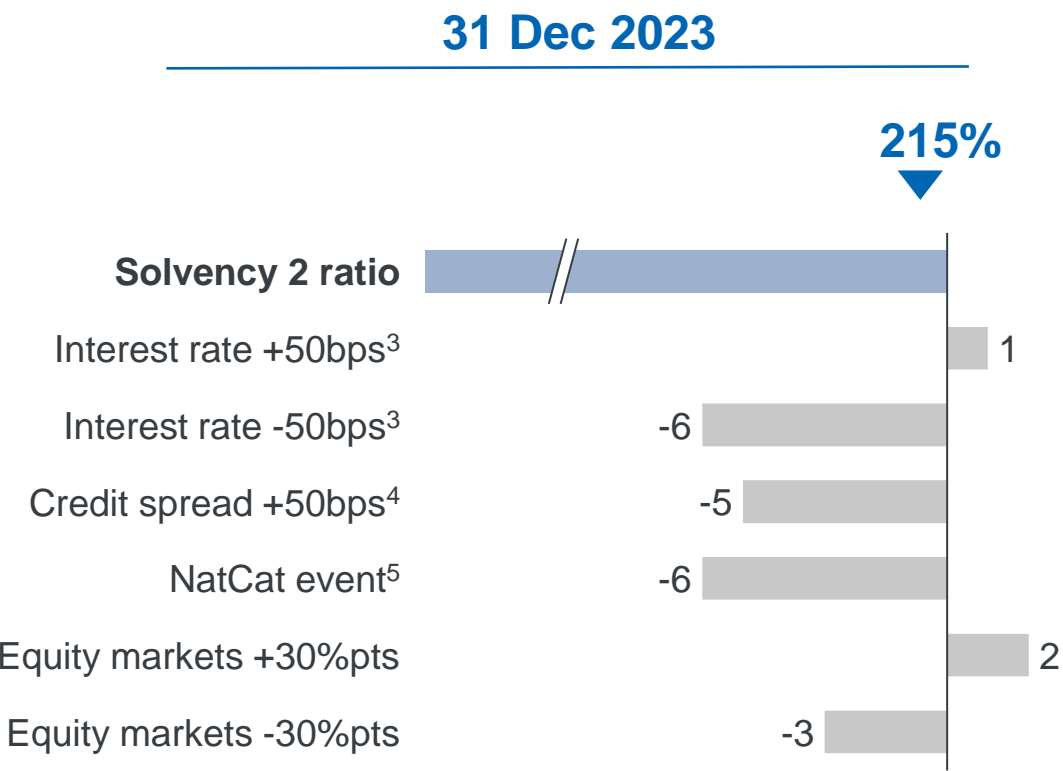 31 Dec 2023
215%
Solvency 2 ratio
Interest rate +50bps³ 1
Interest rate -50bps³ -6
Credit spread +50bps⁴ -5
NatCat event⁵ -6
Equity markets +30%pts 2
Equity markets -30%pts -3